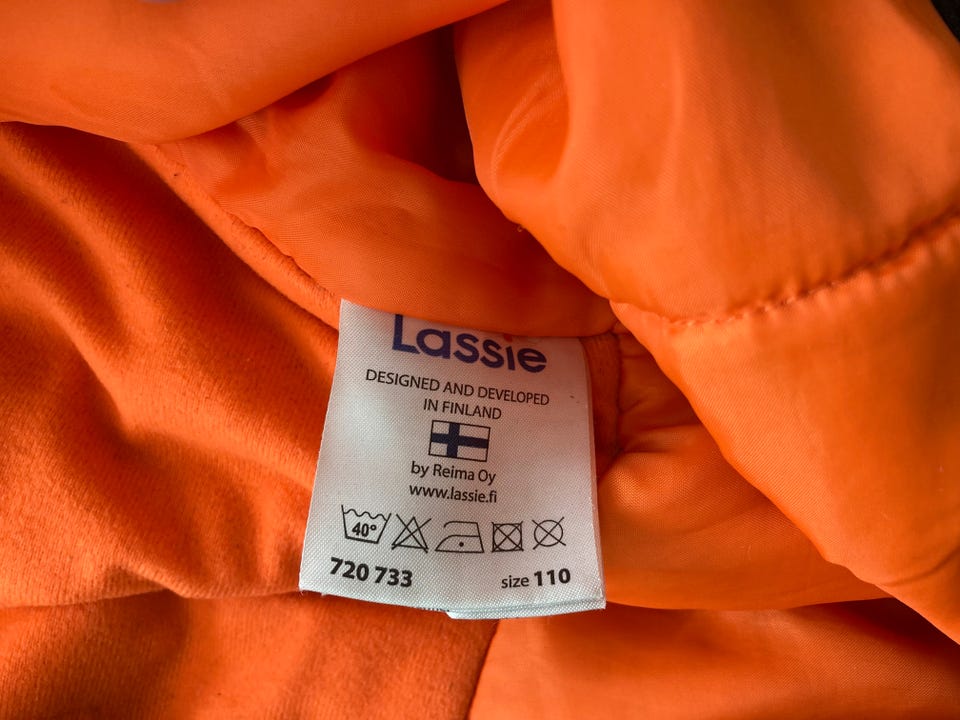 Lassie
DESIGNED AND DEVELOPED
IN FINLAND
by Reima Oy
www.lassie.fi
40°
720 733 size 110